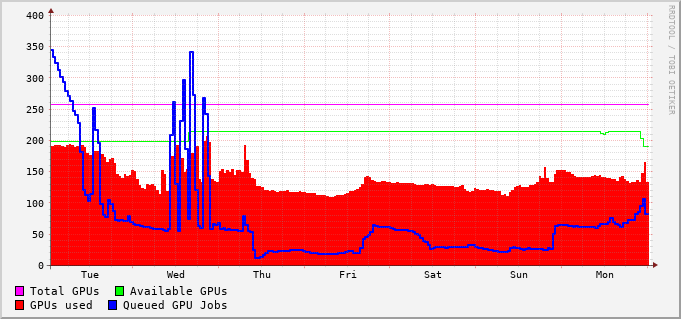 RRDTOOL / TOBI OETIKER
400
350
300
250
200
150
100
50
0
Tue Wed Thu Fri Sat Sun Mon
Total GPUs Available GPUs
GPUs used Queued GPU Jobs